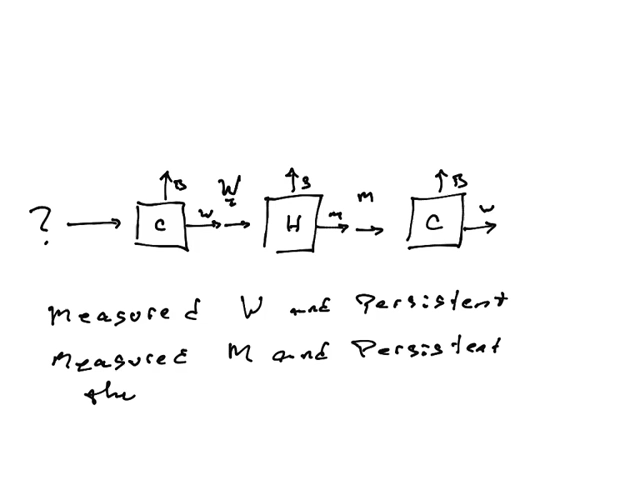 B W B
S m B
? C w H m C w
Measured W and Persistent
Measured M and Persistent
the